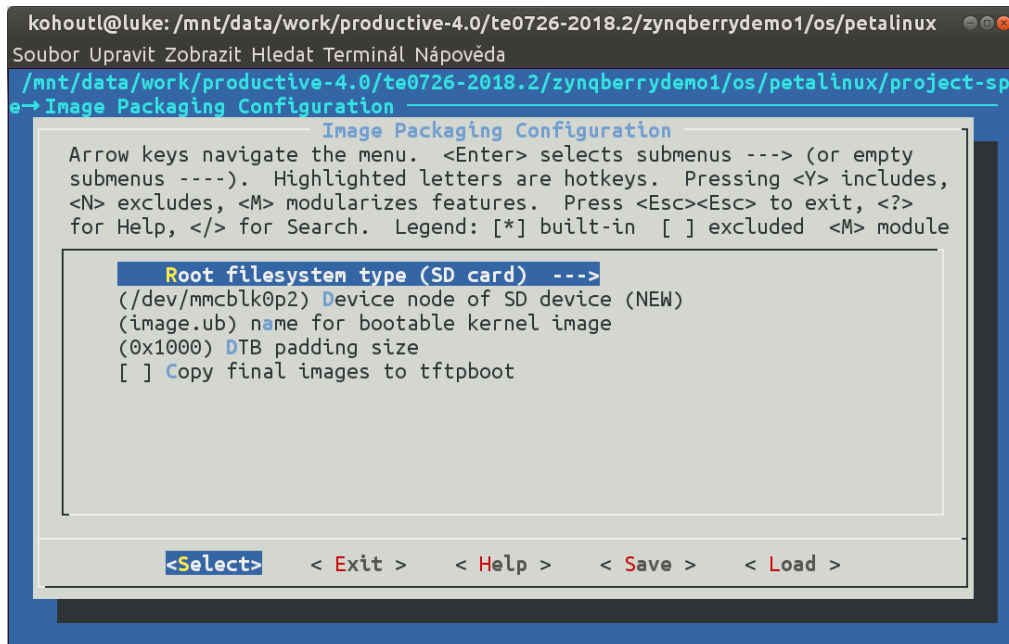 kohoutl@luke: /mnt/data/work/productive-4.0/te0726-2018.2/zynqberrydemo1/os/petalinux
Soubor Upravit Zobrazit Hledat Terminál Nápověda
/mnt/data/work/productive-4.0/te0726-2018.2/zynqberrydemo1/os/petalinux/project-sp
e→ Image Packaging Configuration
Image Packaging Configuration
Arrow keys navigate the menu. <Enter> selects submenus ---> (or empty
submenus ----). Highlighted letters are hotkeys. Pressing <Y> includes,
<N> excludes, <M> modularizes features. Press <Esc><Esc> to exit, <?>
for Help, </> for Search. Legend: [*] built-in [ ] excluded <M> module
Root filesystem type (SD card) --->
(/dev/mmcblk0p2) Device node of SD device (NEW)
(image.ub) name for bootable kernel image
(0x1000) DTB padding size
[ ] Copy final images to tftpboot
<Select> < Exit > < Help > < Save > < Load >